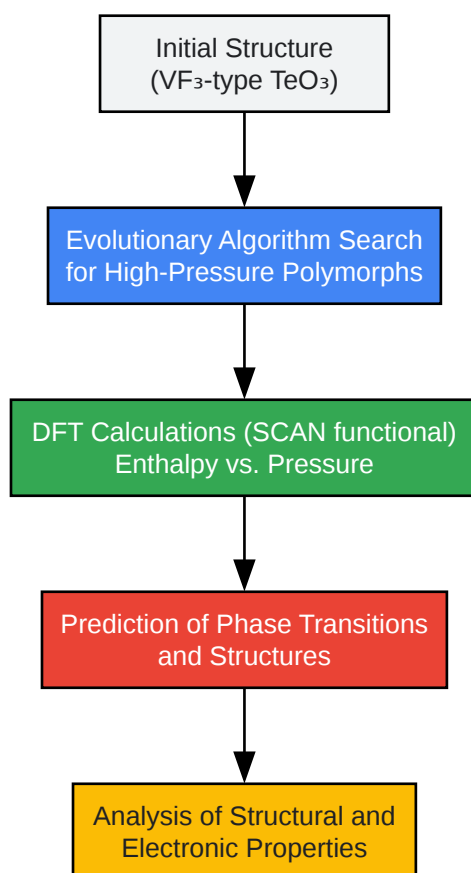 Initial Structure
(VF₃-type TeO₃)
Evolutionary Algorithm Search
for High-Pressure Polymorphs
DFT Calculations (SCAN functional)
Enthalpy vs. Pressure
Prediction of Phase Transitions
and Structures
Analysis of Structural and
Electronic Properties